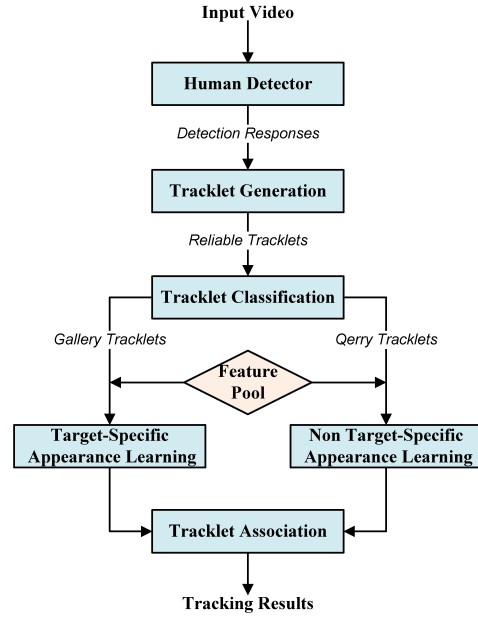 Input Video
Human Detector
Detection Responses
Tracklet Generation
Reliable Tracklets
Tracklet Classification
Gallery Tracklets
Qerry Tracklets
Feature
Pool
Target-Specific
Appearance Learning
Non Target-Specific
Appearance Learning
Tracklet Association
Tracking Results